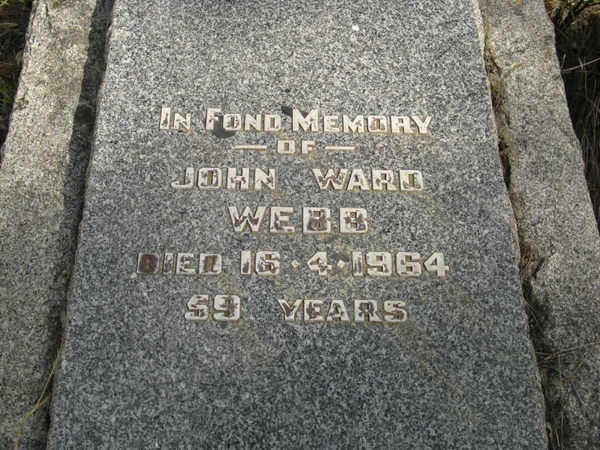 IN FOND MEMORY
— OF —
JOHN WARD
WEBB
DIED 16·4·1964
59 YEARS